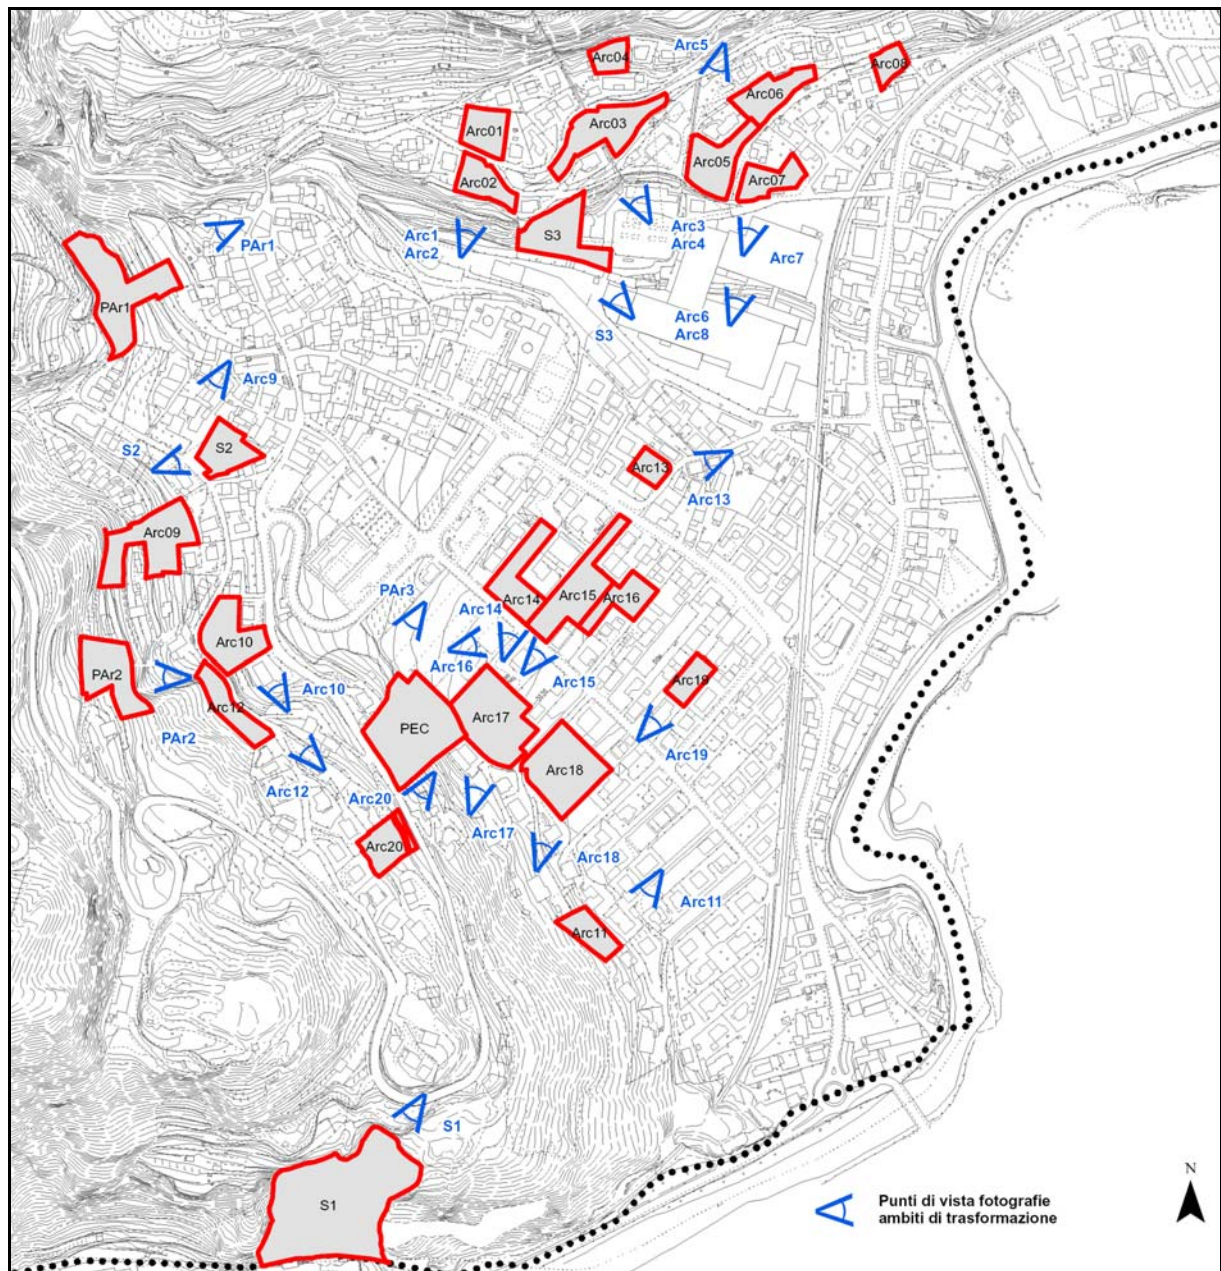 Arc5
Arc04
Arc08
Arc06
Arc01
Arc03
Arc05
Arc02
Arc07
PAr1
Arc1
Arc2
S3
Arc3
Arc4
Arc7
PAr1
Arc6
Arc8
S3
Arc9
S2
S2
Arc13
Arc13
Arc09
PAr3
Arc14
Arc14
Arc15
Arc16
Arc10
Arc16
Arc15
PAr2
Arc12
Arc10
Arc19
PAr2
PEC
Arc17
Arc19
Arc12
Arc18
Arc20
Arc17
Arc20
Arc18
Arc11
Arc11
S1
S1
N
Punti di vista fotografie
ambiti di trasformazione